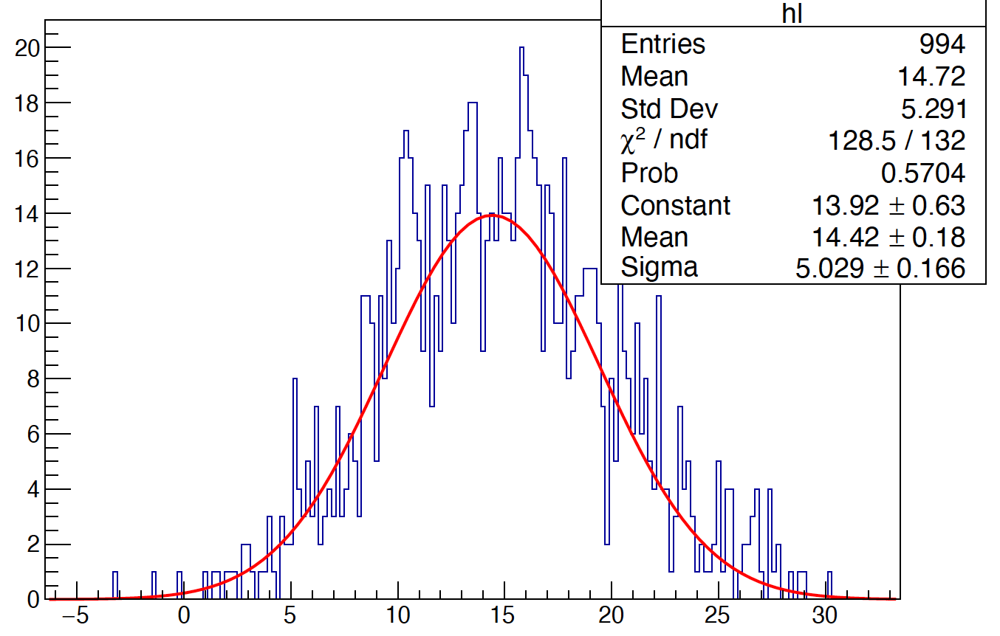 hl
Entries 994
Mean 14.72
Std Dev 5.291
χ² / ndf 128.5 / 132
Prob 0.5704
Constant 13.92 ± 0.63
Mean 14.42 ± 0.18
Sigma 5.029 ± 0.166
20
18
16
14
12
10
8
6
4
2
0
−5 0 5 10 15 20 25 30